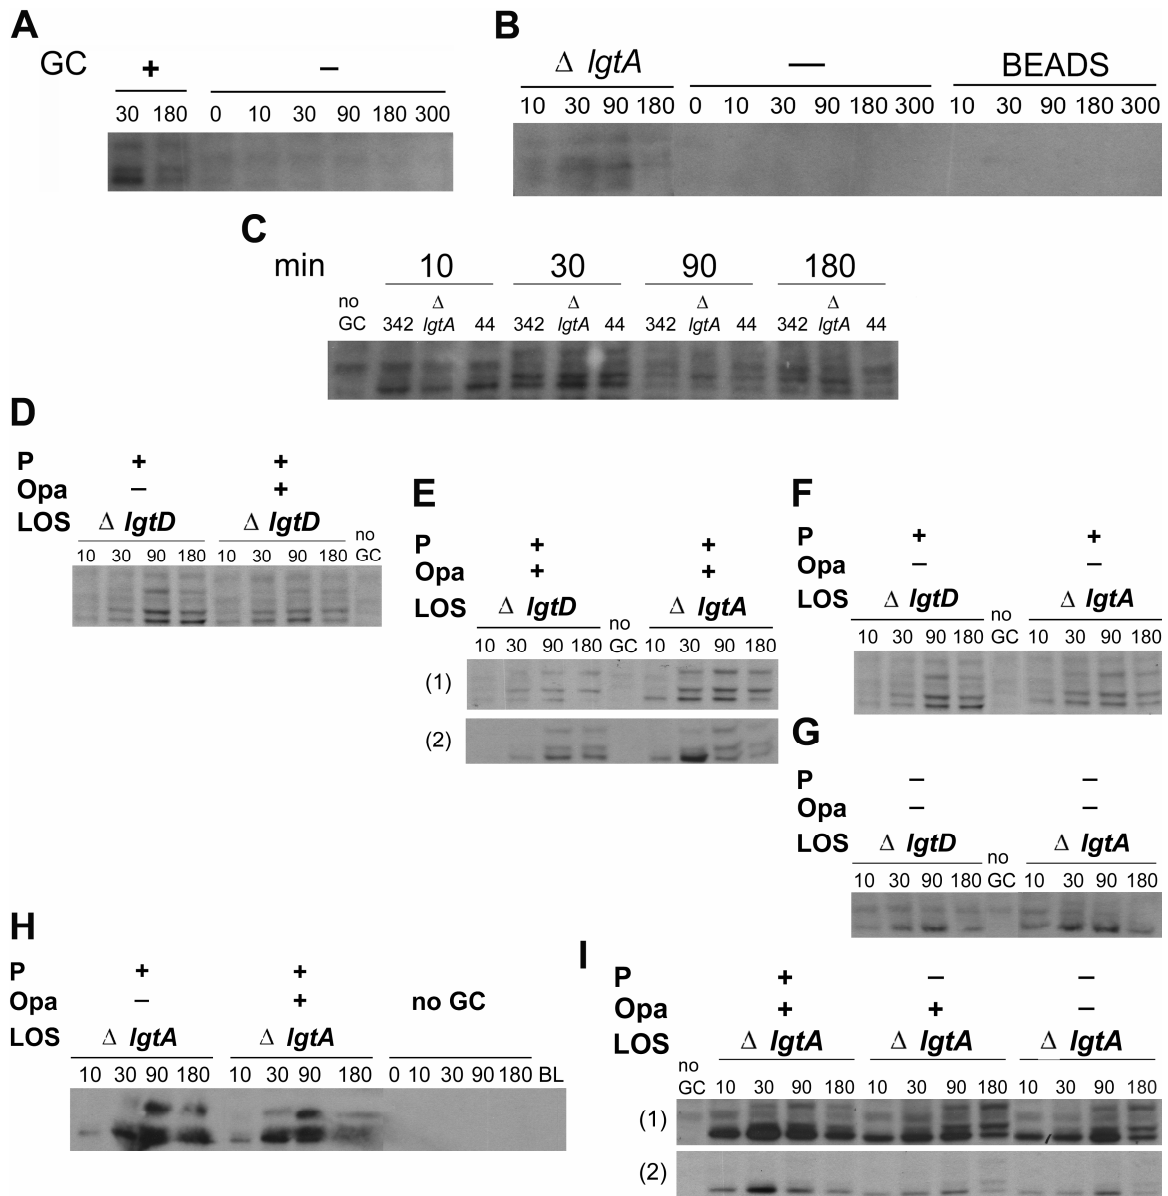 A
GC + −
30 180 0 10 30 90 180 300
B
Δ lgtA — BEADS
10 30 90 180 0 10 30 90 180 300 10 30 90 180 300
C
min 10 30 90 180
no Δ Δ Δ Δ
GC 342 lgtA 44 342 lgtA 44 342 lgtA 44 342 lgtA 44
D
P + +
Opa − +
LOS Δ lgtD Δ lgtD no
10 30 90 180 10 30 90 180 GC
E
P + +
Opa + +
LOS Δ lgtD no Δ lgtA
10 30 90 180 GC 10 30 90 180
(1)
(2)
F
P + +
Opa − −
LOS Δ lgtD no Δ lgtA
10 30 90 180 GC 10 30 90 180
G
P − −
Opa − −
LOS Δ lgtD no Δ lgtA
10 30 90 180 GC 10 30 90 180
H
P + +
Opa − + no GC
LOS Δ lgtA Δ lgtA
10 30 90 180 10 30 90 180 0 10 30 90 180 BL
I
P + − −
Opa + + −
LOS Δ lgtA Δ lgtA Δ lgtA
no
GC 10 30 90 180 10 30 90 180 10 30 90 180
(1)
(2)